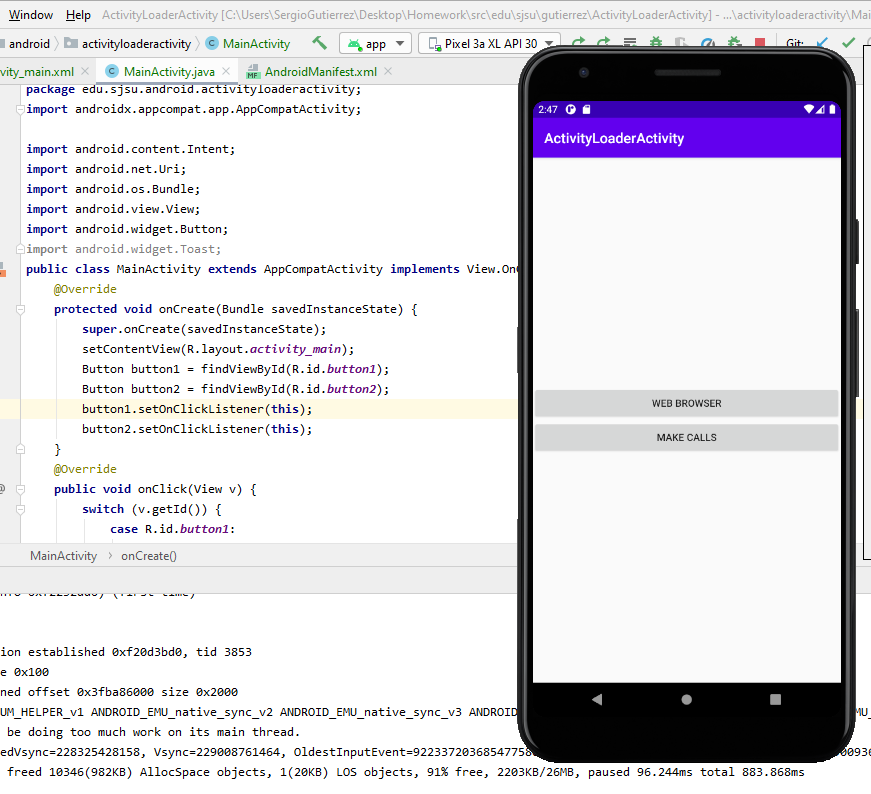 Window Help ActivityLoaderActivity [C:\Users\SergioGutierrez\Desktop\Homework\src\edu\sjsu\gutierrez\ActivityLoaderActivity] - ...\activityloaderactivity\Mai
android activityloaderactivity MainActivity app Pixel 3a XL API 30 Git:
vity_main.xml MainActivity.java AndroidManifest.xml
package edu.sjsu.android.activityloaderactivity;
import androidx.appcompat.app.AppCompatActivity;
import android.content.Intent;
import android.net.Uri;
import android.os.Bundle;
import android.view.View;
import android.widget.Button;
import android.widget.Toast;
public class MainActivity extends AppCompatActivity implements View.OnC
@Override
protected void onCreate(Bundle savedInstanceState) {
super.onCreate(savedInstanceState);
setContentView(R.layout.activity_main);
Button button1 = findViewById(R.id.button1);
Button button2 = findViewById(R.id.button2);
button1.setOnClickListener(this);
button2.setOnClickListener(this);
}
@Override
public void onClick(View v) {
switch (v.getId()) {
case R.id.button1:
MainActivity > onCreate()
(first time)
ion established 0xf20d3bd0, tid 3853
e 0x100
ned offset 0x3fba86000 size 0x2000
UM_HELPER_v1 ANDROID_EMU_native_sync_v2 ANDROID_EMU_native_sync_v3 ANDROID
be doing too much work on its main thread.
edVsync=228325428158, Vsync=229008761464, OldestInputEvent=9223372036854775
freed 10346(982KB) AllocSpace objects, 1(20KB) LOS objects, 91% free, 2203KB/26MB, paused 96.244ms total 883.868ms
2:47
ActivityLoaderActivity
WEB BROWSER
MAKE CALLS